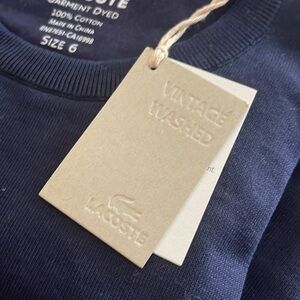 GARMENT DYED
100% COTTON
MADE IN CHINA
SIZE 6
VINTAGE
WASHED
LACOSTE